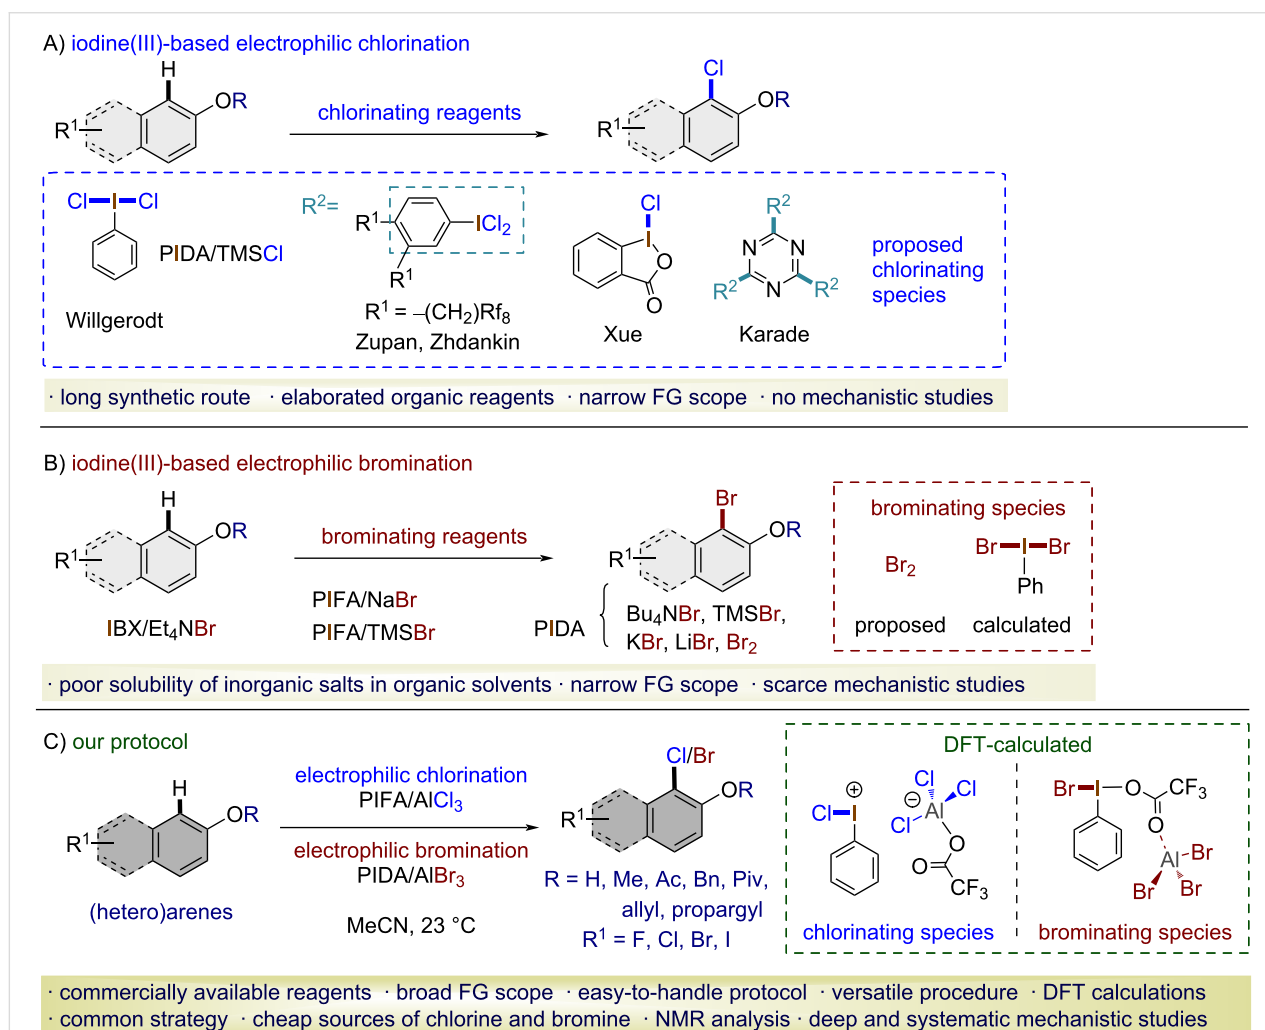 A) iodine(III)-based electrophilic chlorination
H
OR
R¹
chlorinating reagents
Cl
OR
R¹
Cl I Cl
PIDA/TMSCl
Willgerodt
R²=
R¹
ICl₂
R¹
R¹ = –(CH₂)Rf₈
Zupan, Zhdankin
Cl
I
O
O
Xue
R²
N N
R² N R²
Karade
proposed
chlorinating
species
· long synthetic route · elaborated organic reagents · narrow FG scope · no mechanistic studies
B) iodine(III)-based electrophilic bromination
H
OR
R¹
IBX/Et₄NBr
brominating reagents
PIFA/NaBr
PIFA/TMSBr
Br
OR
R¹
PIDA
Bu₄NBr, TMSBr,
KBr, LiBr, Br₂
brominating species
Br₂
Br I Br
Ph
proposed
calculated
· poor solubility of inorganic salts in organic solvents · narrow FG scope · scarce mechanistic studies
C) our protocol
H
OR
R¹
(hetero)arenes
electrophilic chlorination
PIFA/AlCl₃
electrophilic bromination
PIDA/AlBr₃
MeCN, 23 °C
Cl/Br
OR
R¹
R = H, Me, Ac, Bn, Piv,
allyl, propargyl
R¹ = F, Cl, Br, I
DFT-calculated
⊕
Cl I
Cl
⊖ Cl
Cl Al
O
O
CF₃
chlorinating species
Br I O CF₃
O
Al Br
Br Br
brominating species
· commercially available reagents · broad FG scope · easy-to-handle protocol · versatile procedure · DFT calculations
· common strategy · cheap sources of chlorine and bromine · NMR analysis · deep and systematic mechanistic studies